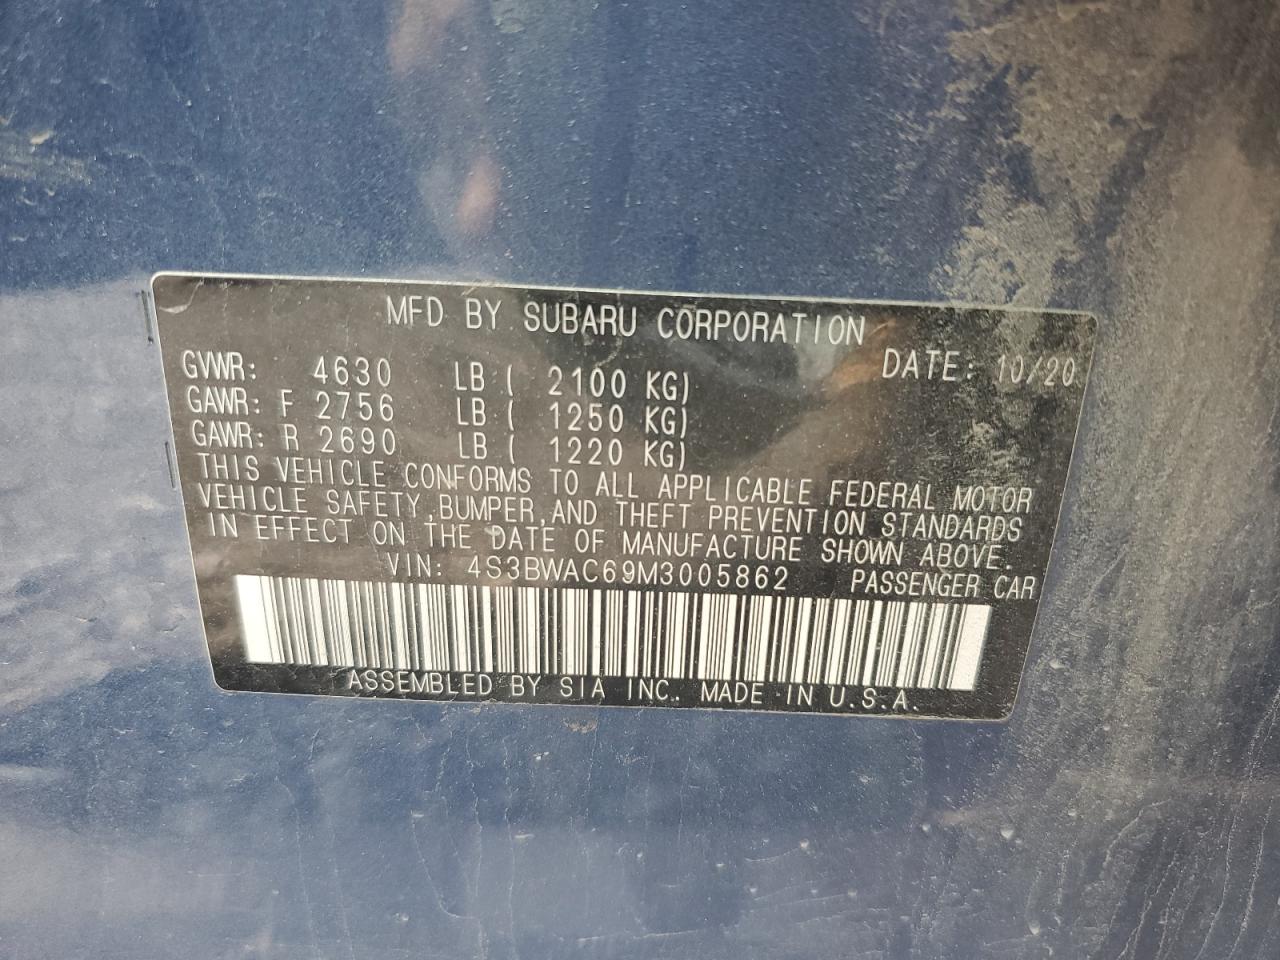 MFD BY SUBARU CORPORATION
DATE: 10/20
GVWR: 4630 LB ( 2100 KG)
GAWR: F 2756 LB ( 1250 KG)
GAWR: R 2690 LB ( 1220 KG)
THIS VEHICLE CONFORMS TO ALL APPLICABLE FEDERAL MOTOR
VEHICLE SAFETY,BUMPER,AND THEFT PREVENTION STANDARDS
IN EFFECT ON THE DATE OF MANUFACTURE SHOWN ABOVE.
VIN: 4S3BWAC69M3005862 PASSENGER CAR
ASSEMBLED BY SIA INC. MADE IN U.S.A.